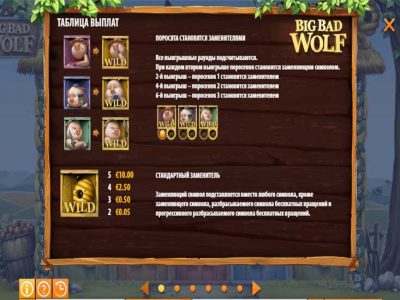 BIG BAD
WOLF
ТАБЛИЦА ВЫПЛАТ
ПОРОСЯТА СТАНОВЯТСЯ ЗАМЕНИТЕЛЯМИ
BIG BAD
WOLF
WILD
Все выигрышные раунды подсчитываются.
При каждом втором выигрыше поросенок становится заменяющим символом.
2-й выигрыш – поросенок 1 становится заменителем
4-й выигрыш – поросенок 2 становится заменителем
6-й выигрыш – поросенок 3 становится заменителем
WILD
WILD
5 €10.00
4 €2.50
3 €0.50
2 €0.05
WILD
СТАНДАРТНЫЙ ЗАМЕНИТЕЛЬ
Заменяющий символ подставляется вместо любого символа, кроме
заменяющего символа, разбрасываемого символа бесплатных вращений и
прогрессивного разбрасываемого символа бесплатных вращений.